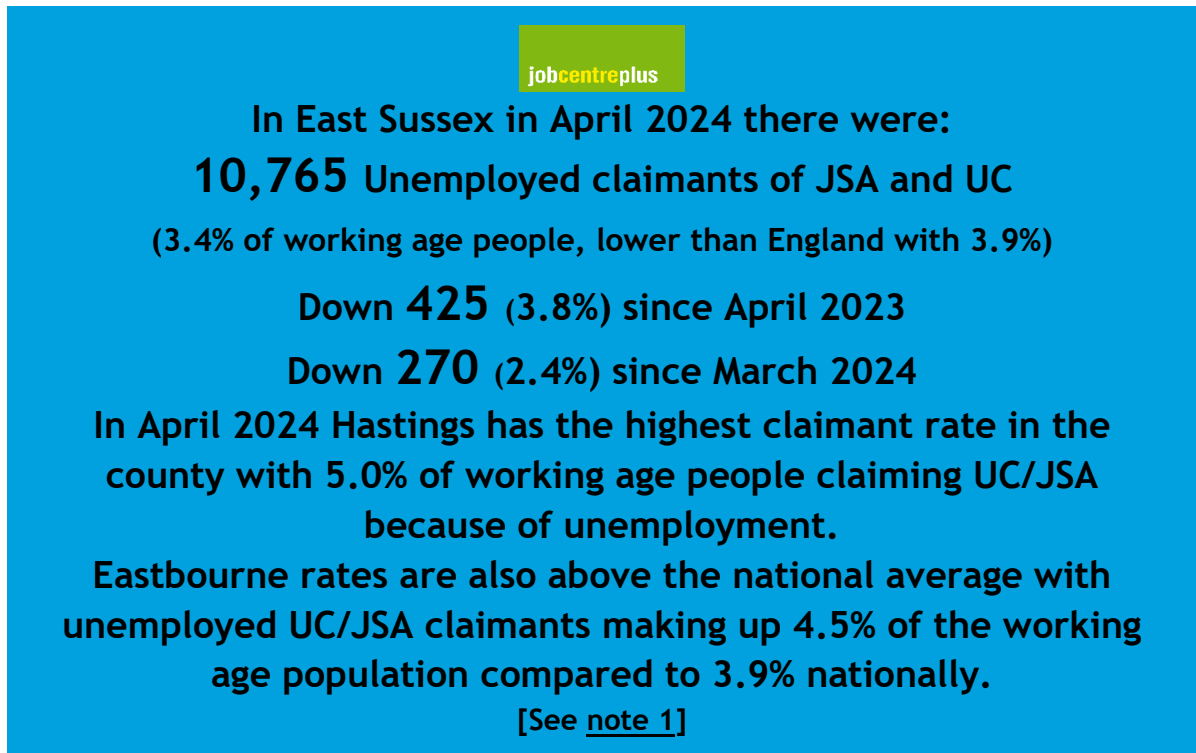 jobcentreplus
In East Sussex in April 2024 there were:
10,765 Unemployed claimants of JSA and UC
(3.4% of working age people, lower than England with 3.9%)
Down 425 (3.8%) since April 2023
Down 270 (2.4%) since March 2024
In April 2024 Hastings has the highest claimant rate in the
county with 5.0% of working age people claiming UC/JSA
because of unemployment.
Eastbourne rates are also above the national average with
unemployed UC/JSA claimants making up 4.5% of the working
age population compared to 3.9% nationally.
[See note 1]